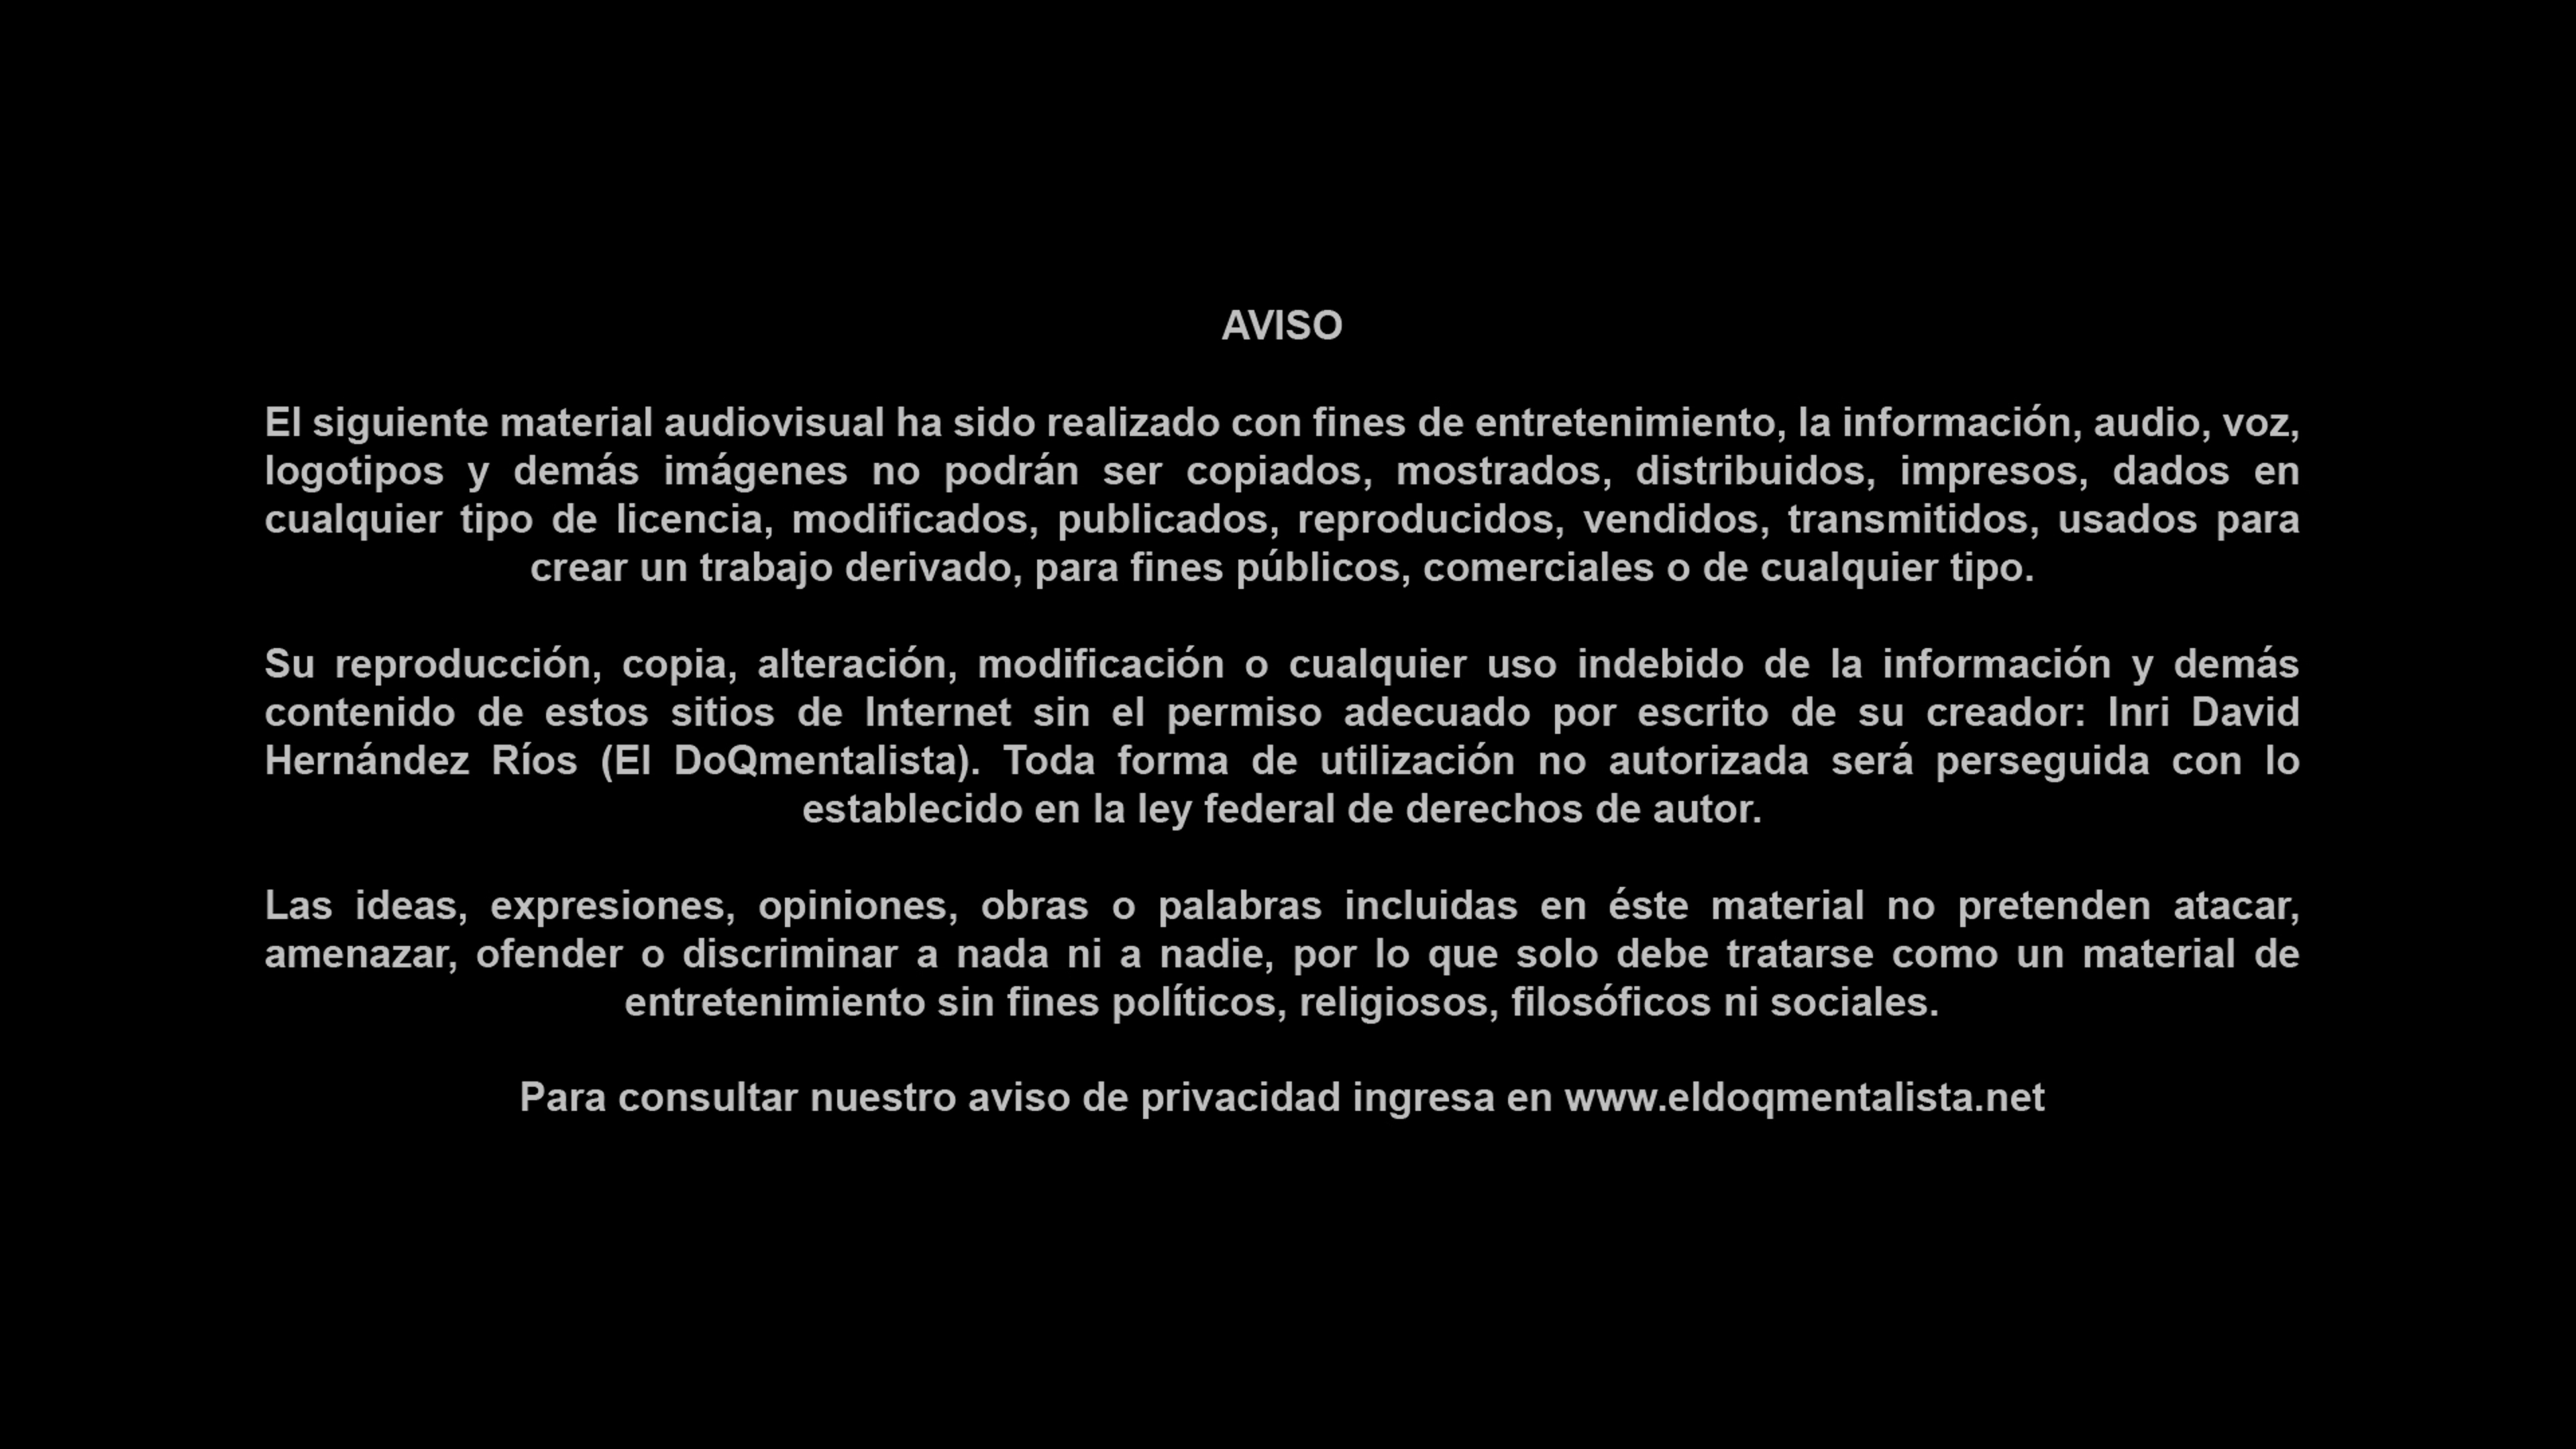 AVISO
El siguiente material audiovisual ha sido realizado con fines de entretenimiento, la información, audio, voz,
logotipos y demás imágenes no podrán ser copiados, mostrados, distribuidos, impresos, dados en
cualquier tipo de licencia, modificados, publicados, reproducidos, vendidos, transmitidos, usados para
crear un trabajo derivado, para fines públicos, comerciales o de cualquier tipo.
Su reproducción, copia, alteración, modificación o cualquier uso indebido de la información y demás
contenido de estos sitios de Internet sin el permiso adecuado por escrito de su creador: Inri David
Hernández Ríos (El DoQmentalista). Toda forma de utilización no autorizada será perseguida con lo
establecido en la ley federal de derechos de autor.
Las ideas, expresiones, opiniones, obras o palabras incluidas en éste material no pretenden atacar,
amenazar, ofender o discriminar a nada ni a nadie, por lo que solo debe tratarse como un material de
entretenimiento sin fines políticos, religiosos, filosóficos ni sociales.
Para consultar nuestro aviso de privacidad ingresa en www.eldoqmentalista.net